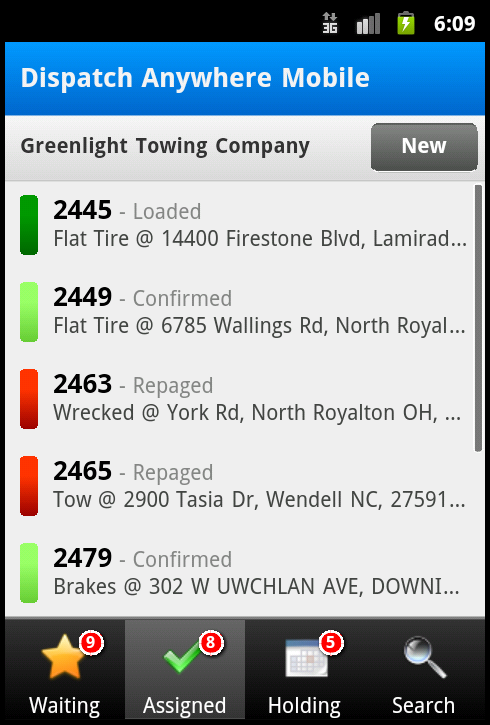 3G 6:09
Dispatch Anywhere Mobile
Greenlight Towing Company New
2445 - Loaded
Flat Tire @ 14400 Firestone Blvd, Lamirad...
2449 - Confirmed
Flat Tire @ 6785 Wallings Rd, North Royal...
2463 - Repaged
Wrecked @ York Rd, North Royalton OH, ...
2465 - Repaged
Tow @ 2900 Tasia Dr, Wendell NC, 27591...
2479 - Confirmed
Brakes @ 302 W UWCHLAN AVE, DOWNI...
9 8 5
Waiting Assigned Holding Search